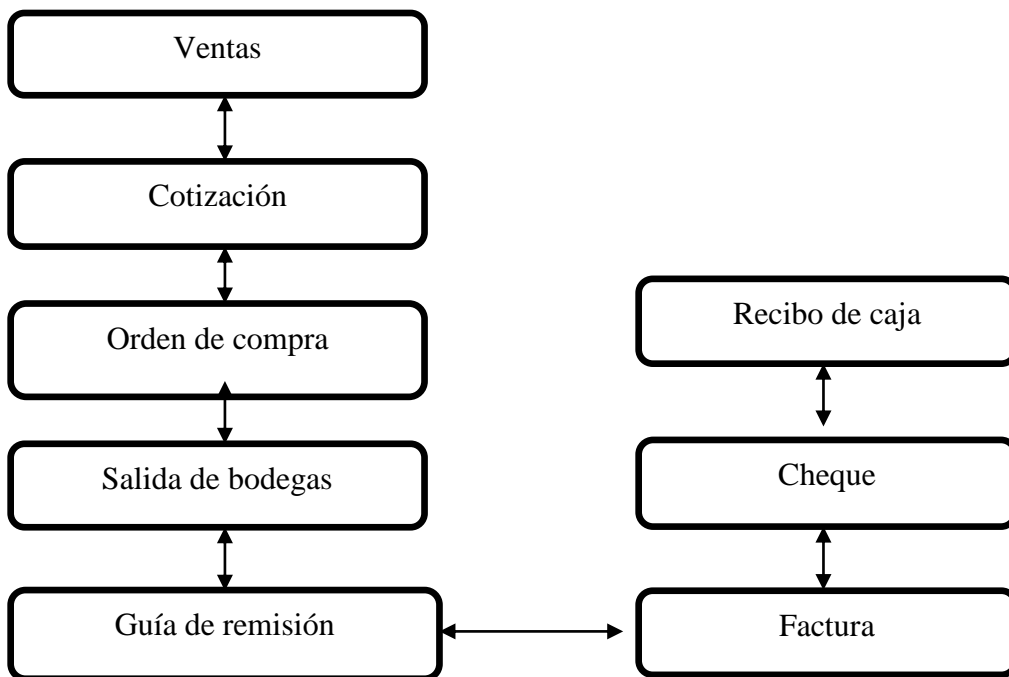 Ventas
Cotización
Orden de compra
Salida de bodegas
Guía de remisión
Recibo de caja
Cheque
Factura